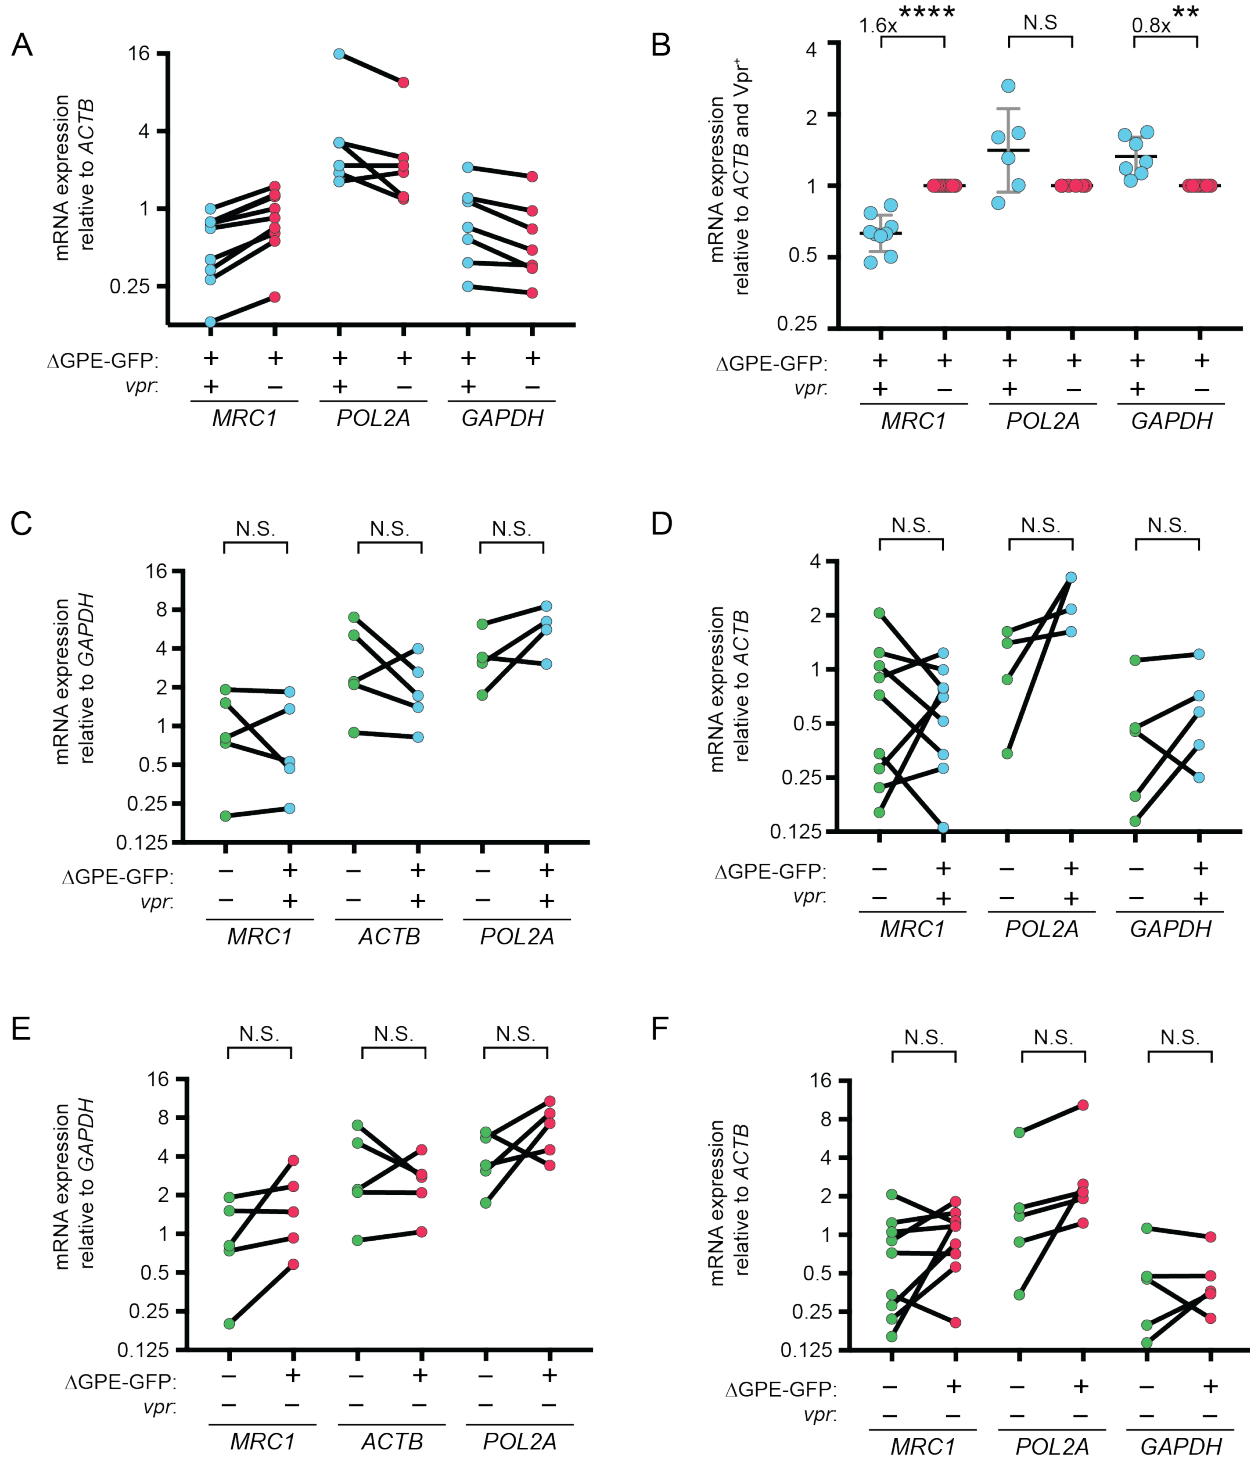 A
mRNA expression
relative to ACTB
16
4
1
0.25
ΔGPE-GFP: + + + + + +
vpr: + – + – + –
MRC1 POL2A GAPDH
B
mRNA expression
relative to ACTB and Vpr+
1.6x **** N.S 0.8x **
4
2
1
0.5
0.25
ΔGPE-GFP: + + + + + +
vpr: + – + – + –
MRC1 POL2A GAPDH
C
mRNA expression
relative to GAPDH
N.S. N.S. N.S.
16
8
4
2
1
0.5
0.25
0.125
ΔGPE-GFP: – + – + – +
vpr: – + – + – +
MRC1 ACTB POL2A
D
mRNA expression
relative to ACTB
N.S. N.S. N.S.
4
2
1
0.5
0.25
0.125
ΔGPE-GFP: – + – + – +
vpr: – + – + – +
MRC1 POL2A GAPDH
E
mRNA expression
relative to GAPDH
N.S. N.S. N.S.
16
8
4
2
1
0.5
0.25
0.125
ΔGPE-GFP: – + – + – +
vpr: – – – – – –
MRC1 ACTB POL2A
F
mRNA expression
relative to ACTB
N.S. N.S. N.S.
16
8
4
2
1
0.5
0.25
0.125
ΔGPE-GFP: – + – + – +
vpr: – – – – – –
MRC1 POL2A GAPDH